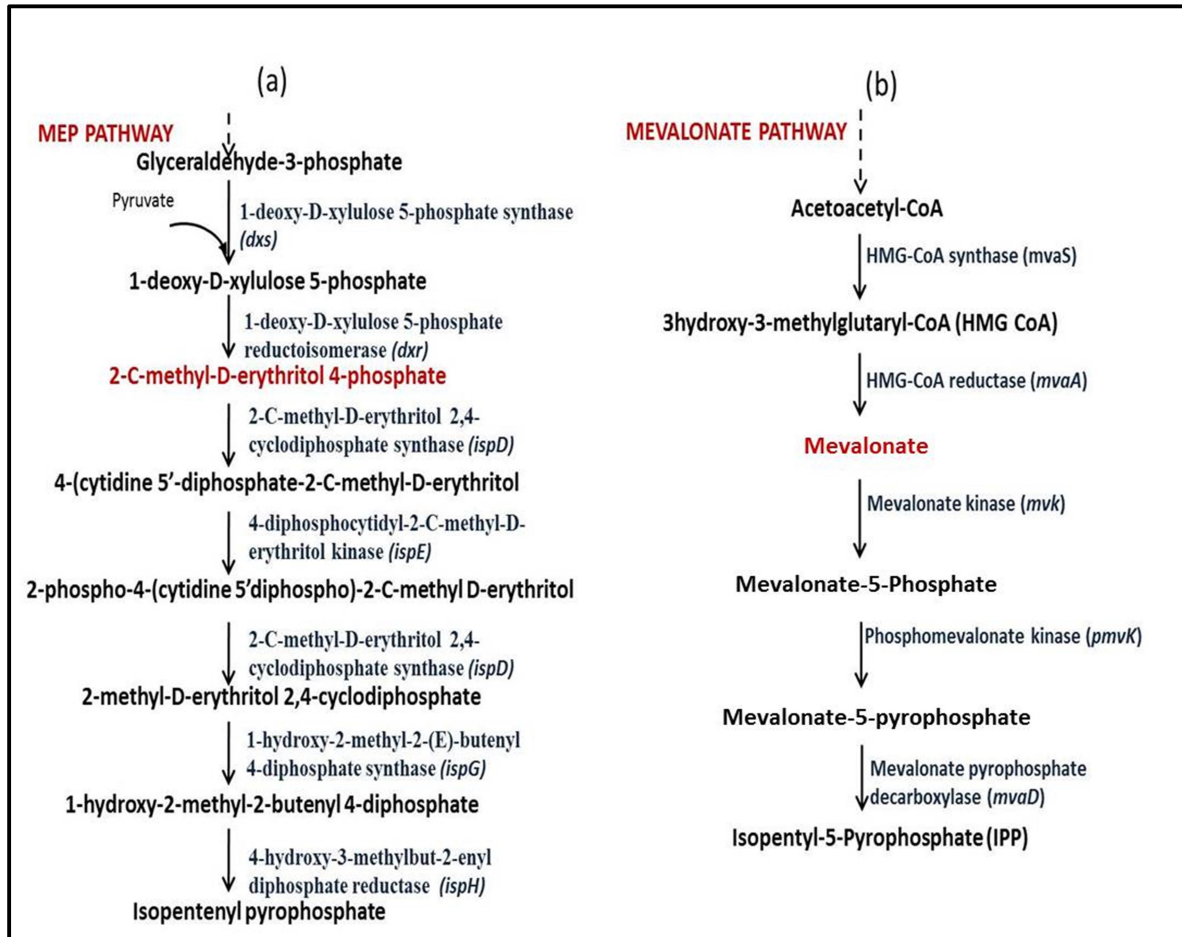 (a)
MEP PATHWAY
Glyceraldehyde-3-phosphate
Pyruvate
1-deoxy-D-xylulose 5-phosphate synthase
(dxs)
1-deoxy-D-xylulose 5-phosphate
1-deoxy-D-xylulose 5-phosphate
reductoisomerase (dxr)
2-C-methyl-D-erythritol 4-phosphate
2-C-methyl-D-erythritol 2,4-
cyclodiphosphate synthase (ispD)
4-(cytidine 5’-diphosphate-2-C-methyl-D-erythritol
4-diphosphocytidyl-2-C-methyl-D-
erythritol kinase (ispE)
2-phospho-4-(cytidine 5’diphospho)-2-C-methyl D-erythritol
2-C-methyl-D-erythritol 2,4-
cyclodiphosphate synthase (ispD)
2-methyl-D-erythritol 2,4-cyclodiphosphate
1-hydroxy-2-methyl-2-(E)-butenyl
4-diphosphate synthase (ispG)
1-hydroxy-2-methyl-2-butenyl 4-diphosphate
4-hydroxy-3-methylbut-2-enyl
diphosphate reductase (ispH)
Isopentenyl pyrophosphate
(b)
MEVALONATE PATHWAY
Acetoacetyl-CoA
HMG-CoA synthase (mvaS)
3hydroxy-3-methylglutaryl-CoA (HMG CoA)
HMG-CoA reductase (mvaA)
Mevalonate
Mevalonate kinase (mvk)
Mevalonate-5-Phosphate
Phosphomevalonate kinase (pmvK)
Mevalonate-5-pyrophosphate
Mevalonate pyrophosphate
decarboxylase (mvaD)
Isopentyl-5-Pyrophosphate (IPP)